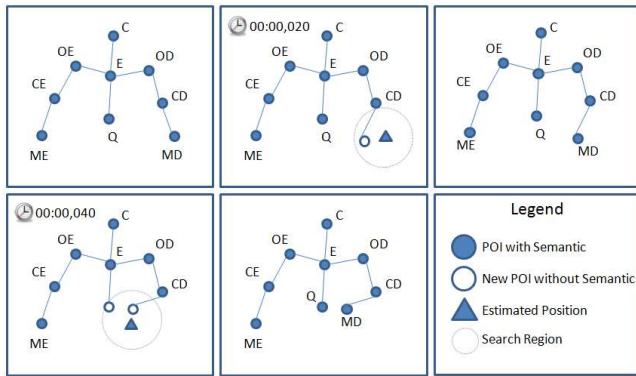 C
OE
E
OD
CE
CD
Q
ME
MD
00:00,020
C
OE
E
OD
CE
CD
Q
ME
C
OE
E
OD
CE
CD
Q
ME
MD
00:00,040
C
OE
E
OD
CE
CD
ME
C
OE
E
OD
CE
CD
Q
MD
ME
Legend
POI with Semantic
New POI without Semantic
Estimated Position
Search Region